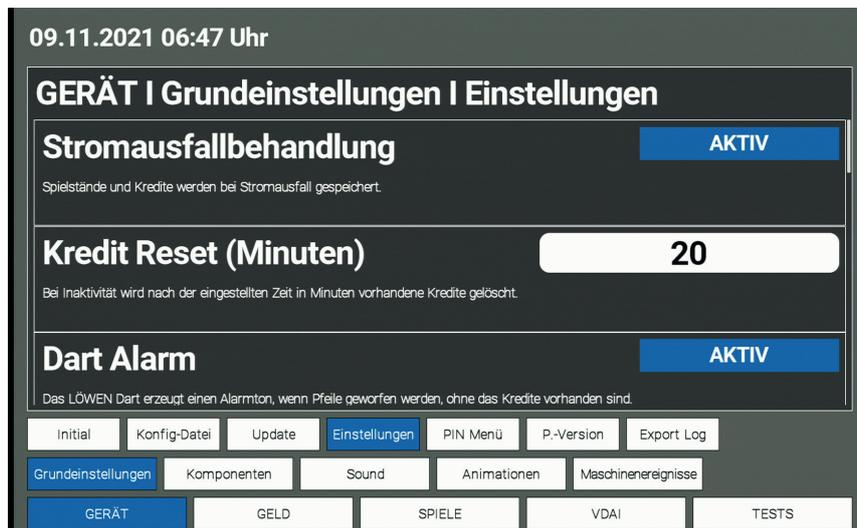 09.11.2021 06:47 Uhr
GERÄT I Grundeinstellungen I Einstellungen
Stromausfallbehandlung AKTIV
Spielstände und Kredite werden bei Stromausfall gespeichert.
Kredit Reset (Minuten) 20
Bei Inaktivität wird nach der eingestellten Zeit in Minuten vorhandene Kredite gelöscht.
Dart Alarm AKTIV
Das LÖWEN Dart erzeugt einen Alarmton, wenn Pfeile geworfen werden, ohne das Kredite vorhanden sind.
Initial Konfig-Datei Update Einstellungen PIN Menü P.-Version Export Log
Grundeinstellungen Komponenten Sound Animationen Maschinenereignisse
GERÄT GELD SPIELE VDAI TESTS